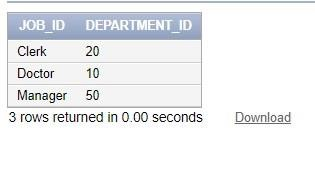 JOB_ID DEPARTMENT_ID
Clerk 20
Doctor 10
Manager 50
3 rows returned in 0.00 seconds Download